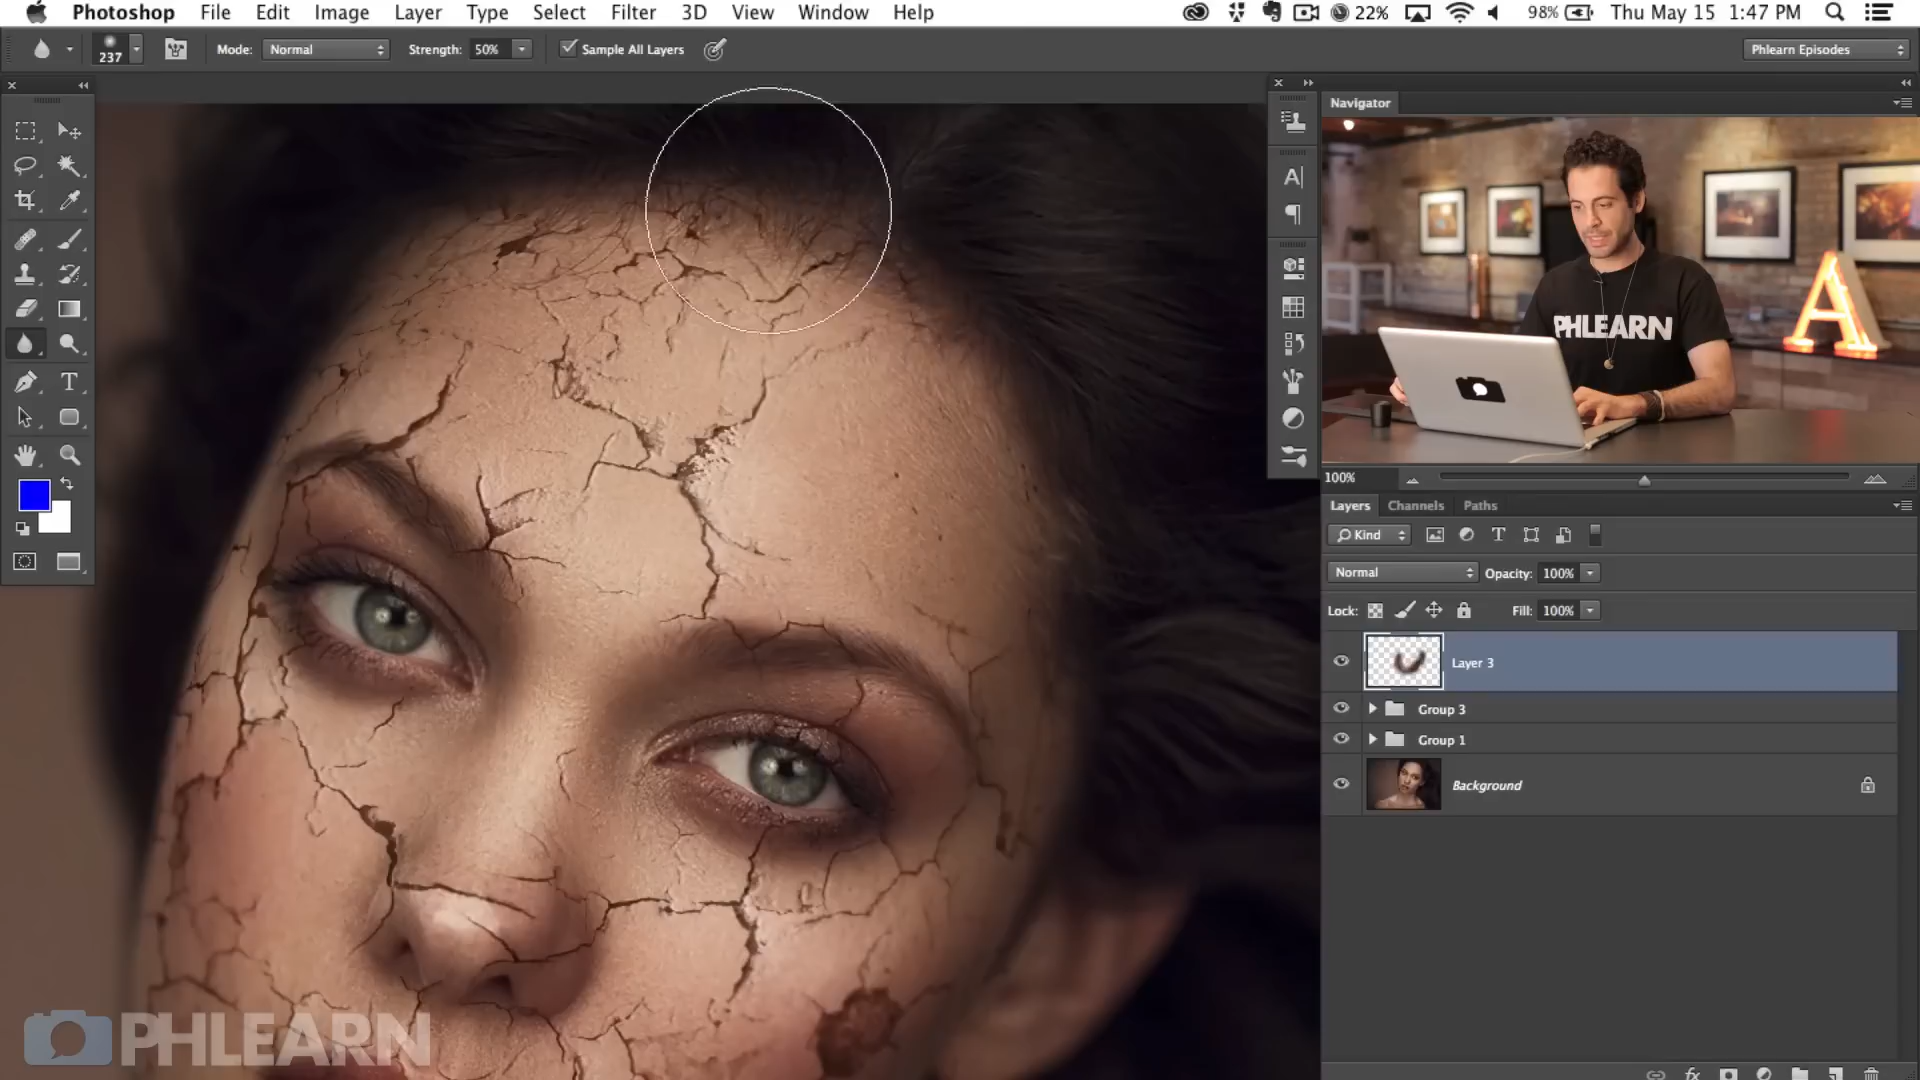 Photoshop File Edit Image Layer Type Select Filter 3D View Window Help 22% 98% Thu May 15 1:47 PM
237 Mode: Normal Strength: 50% Sample All Layers Phlearn Episodes
Navigator
PHLEARN
A
T
A
100%
Layers Channels Paths
Kind T
Normal Opacity: 100%
Lock: Fill: 100%
Layer 3
Group 3
Group 1
Background
PHLEARN
fx